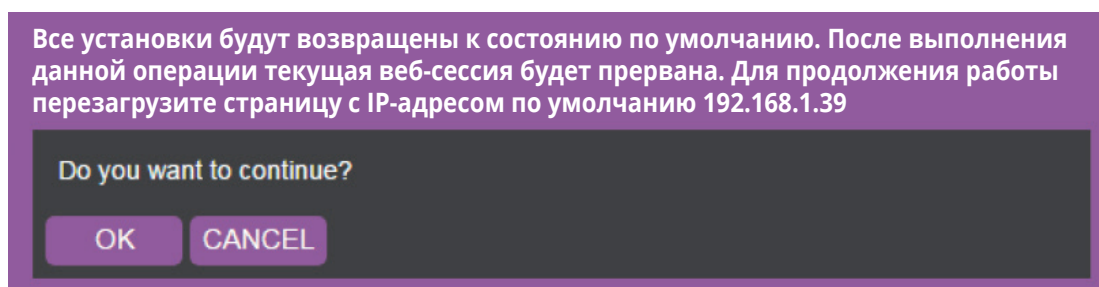 Все установки будут возвращены к состоянию по умолчанию. После выполнения
данной операции текущая веб-сессия будет прервана. Для продолжения работы
перезагрузите страницу с IP-адресом по умолчанию 192.168.1.39
Do you want to continue?
OK CANCEL